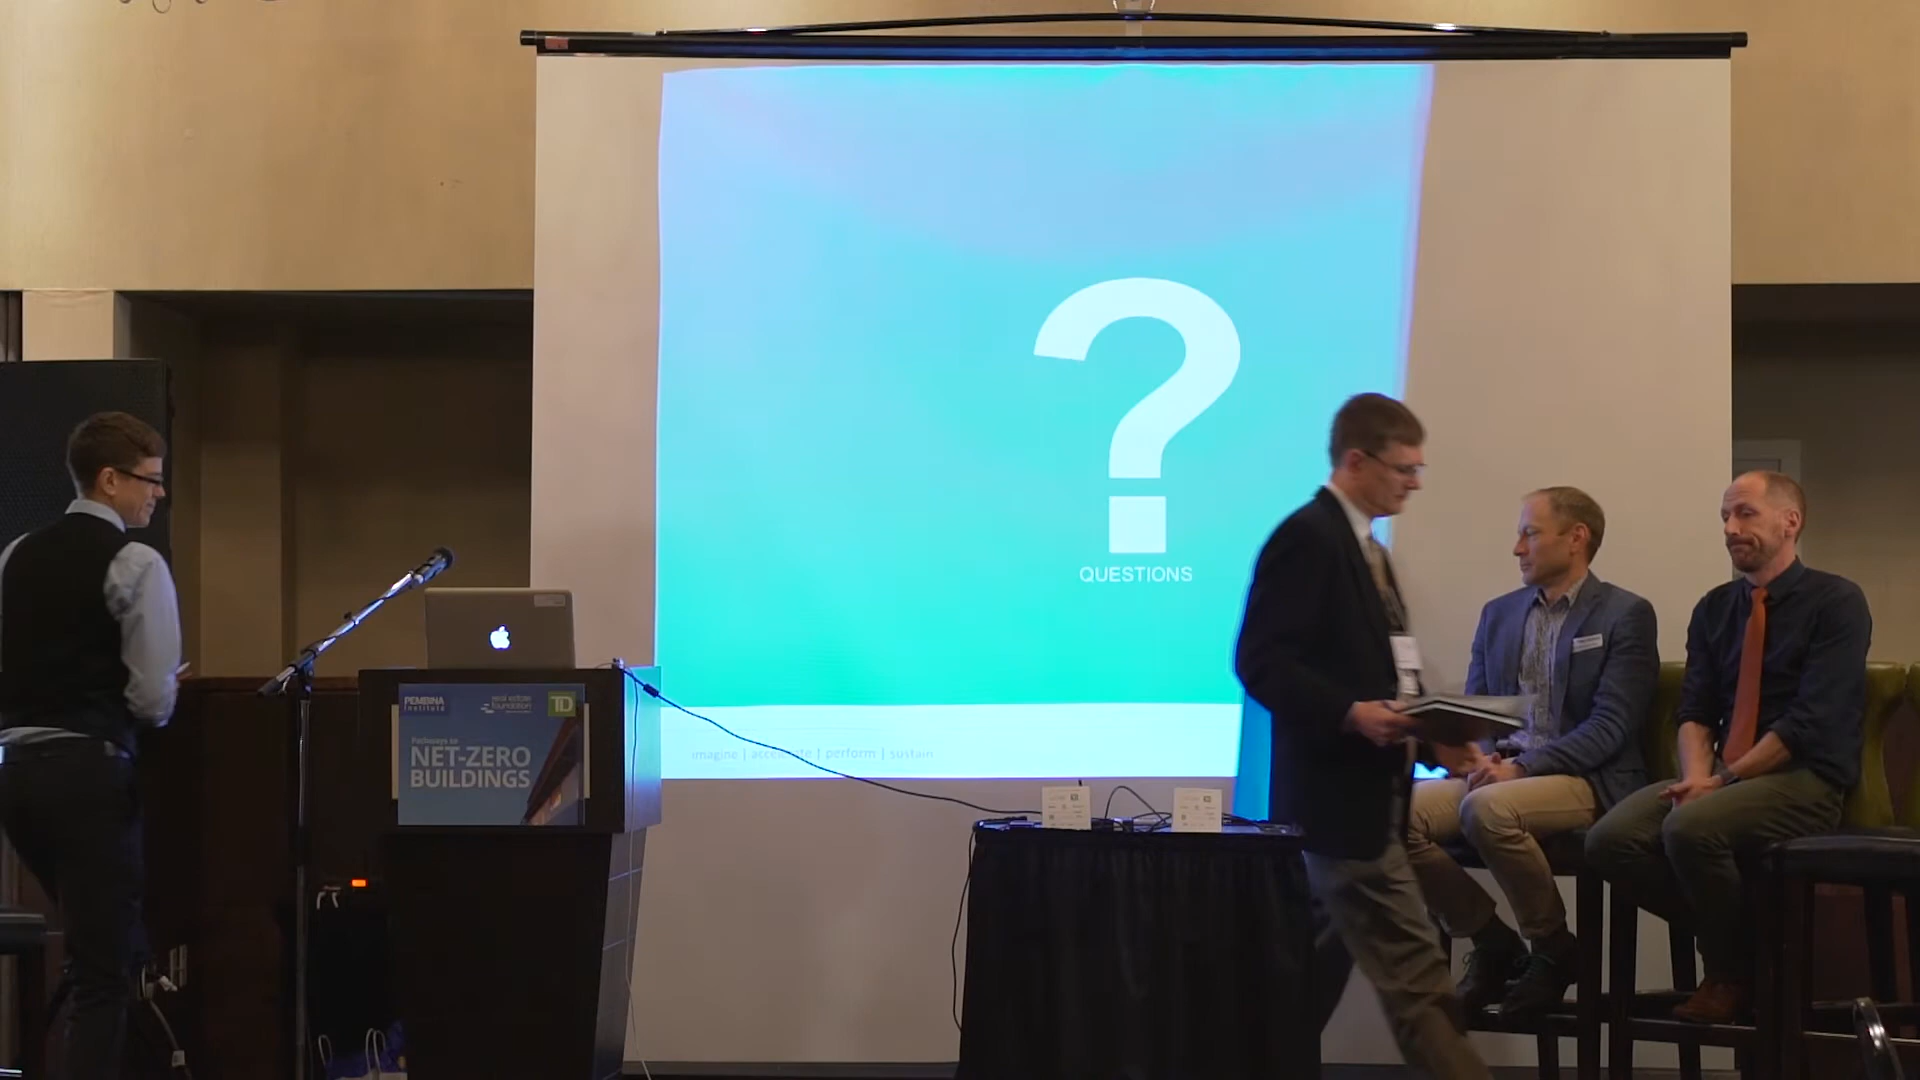 ?
QUESTIONS
imagine | accelerate | perform | sustain
PEMBINA
institute
real estate
foundation
TD
Pathways to
NET-ZERO
BUILDINGS